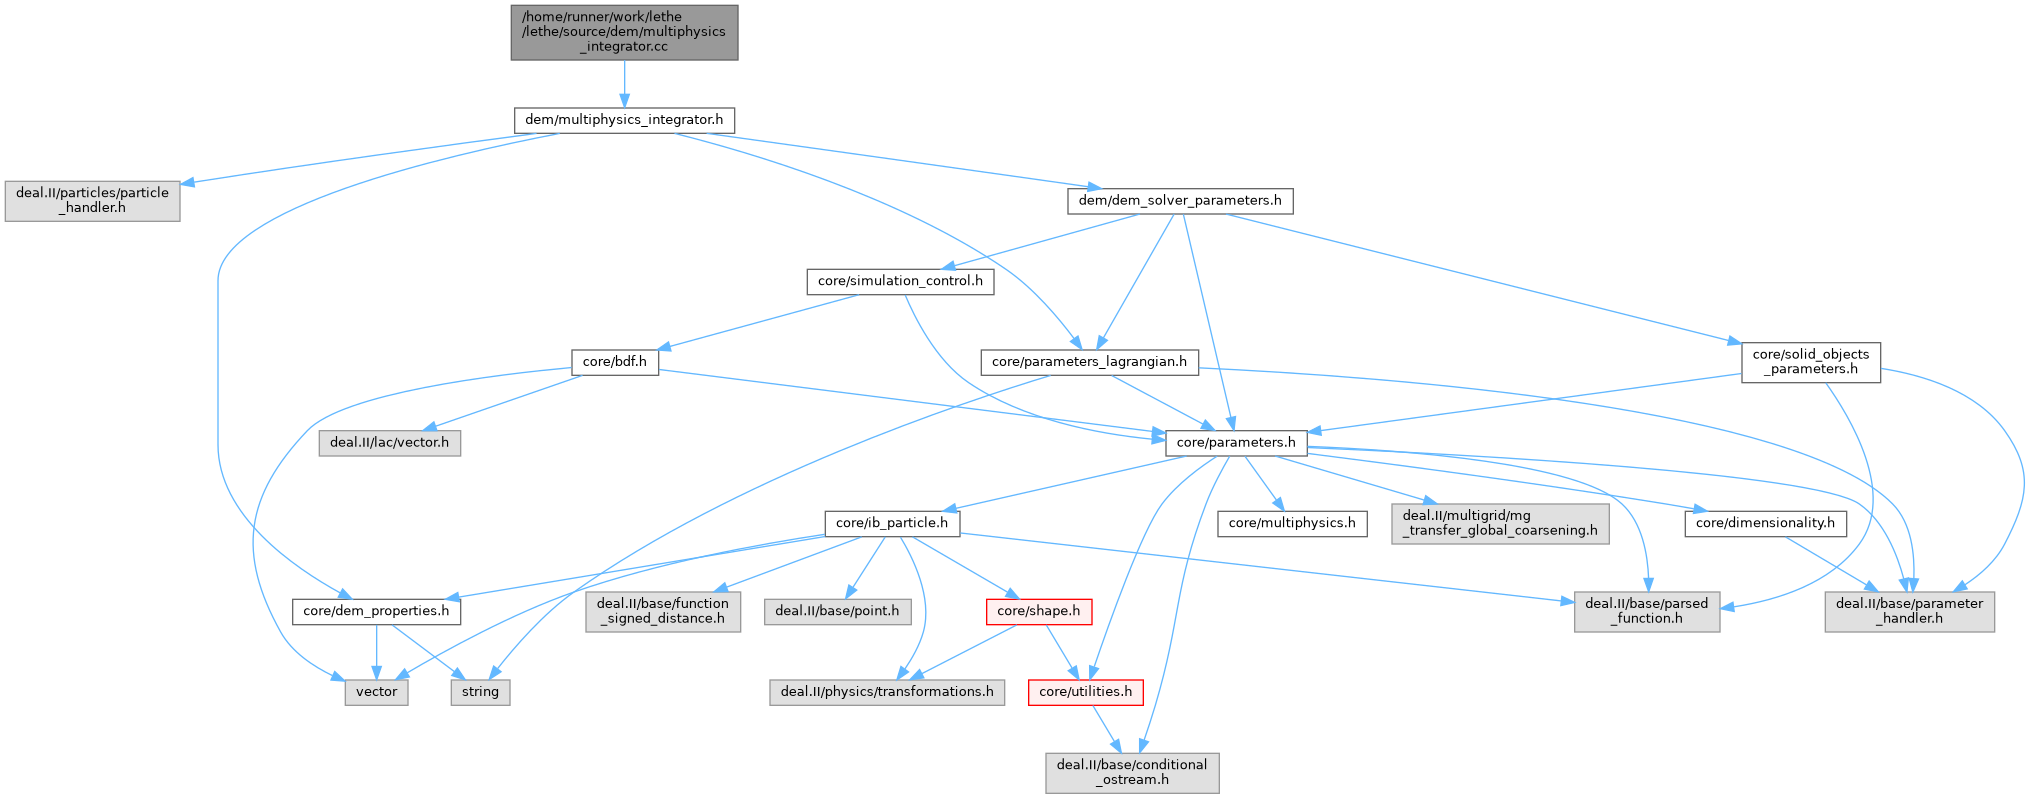 /home/runner/work/lethe
/lethe/source/dem/multiphysics
_integrator.cc
dem/multiphysics_integrator.h
deal.II/particles/particle
_handler.h
dem/dem_solver_parameters.h
core/simulation_control.h
core/bdf.h
core/parameters_lagrangian.h
core/solid_objects
_parameters.h
deal.II/lac/vector.h
core/parameters.h
core/ib_particle.h
core/multiphysics.h
deal.II/multigrid/mg
_transfer_global_coarsening.h
core/dimensionality.h
core/dem_properties.h
deal.II/base/function
_signed_distance.h
deal.II/base/point.h
core/shape.h
deal.II/base/parsed
_function.h
deal.II/base/parameter
_handler.h
vector
string
deal.II/physics/transformations.h
core/utilities.h
deal.II/base/conditional
_ostream.h